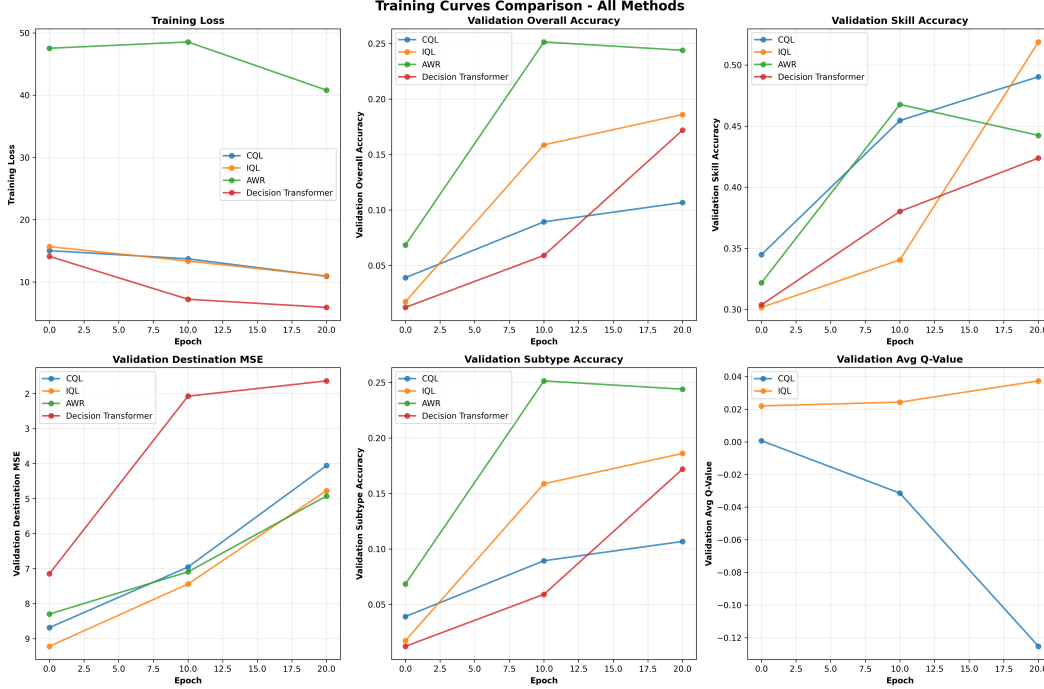 Training Curves Comparison - All Methods
Training Loss
50
40
30
20
10
Training Loss
CQL
IQL
AWR
Decision Transformer
0.0 2.5 5.0 7.5 10.0 12.5 15.0 17.5 20.0
Epoch
Validation Overall Accuracy
0.25
0.20
0.15
0.10
0.05
Validation Overall Accuracy
CQL
IQL
AWR
Decision Transformer
0.0 2.5 5.0 7.5 10.0 12.5 15.0 17.5 20.0
Epoch
Validation Skill Accuracy
0.50
0.45
0.40
0.35
0.30
Validation Skill Accuracy
CQL
IQL
AWR
Decision Transformer
0.0 2.5 5.0 7.5 10.0 12.5 15.0 17.5 20.0
Epoch
Validation Destination MSE
2
3
4
5
6
7
8
9
Validation Destination MSE
CQL
IQL
AWR
Decision Transformer
0.0 2.5 5.0 7.5 10.0 12.5 15.0 17.5 20.0
Epoch
Validation Subtype Accuracy
0.25
0.20
0.15
0.10
0.05
Validation Subtype Accuracy
CQL
IQL
AWR
Decision Transformer
0.0 2.5 5.0 7.5 10.0 12.5 15.0 17.5 20.0
Epoch
Validation Avg Q-Value
0.04
0.02
0.00
−0.02
−0.04
−0.06
−0.08
−0.10
−0.12
Validation Avg Q-Value
CQL
IQL
0.0 2.5 5.0 7.5 10.0 12.5 15.0 17.5 20.0
Epoch